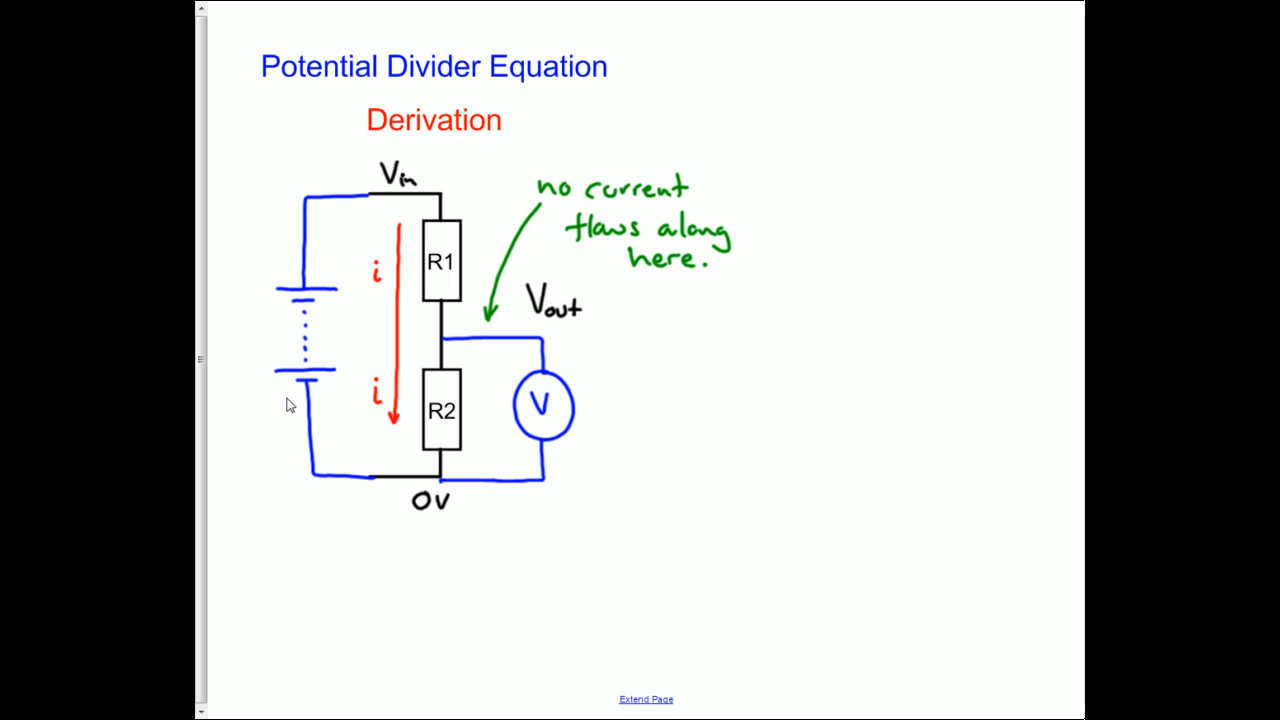 Potential Divider Equation
Derivation
Vin
no current
flows along
here.
i
R1
Vout
i
R2
V
0V
Extend Page